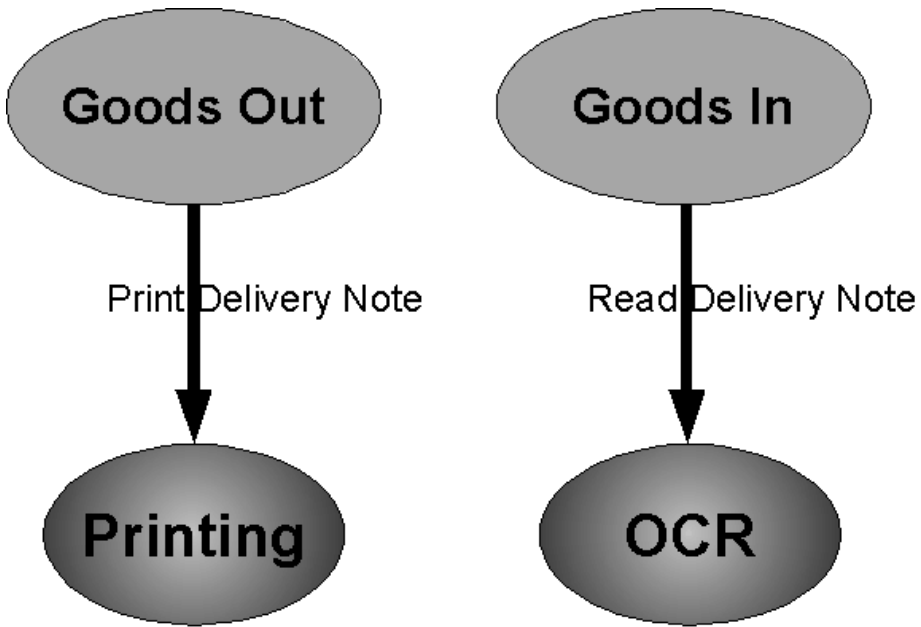 Goods Out
Goods In
Print Delivery Note
Read Delivery Note
Printing
OCR